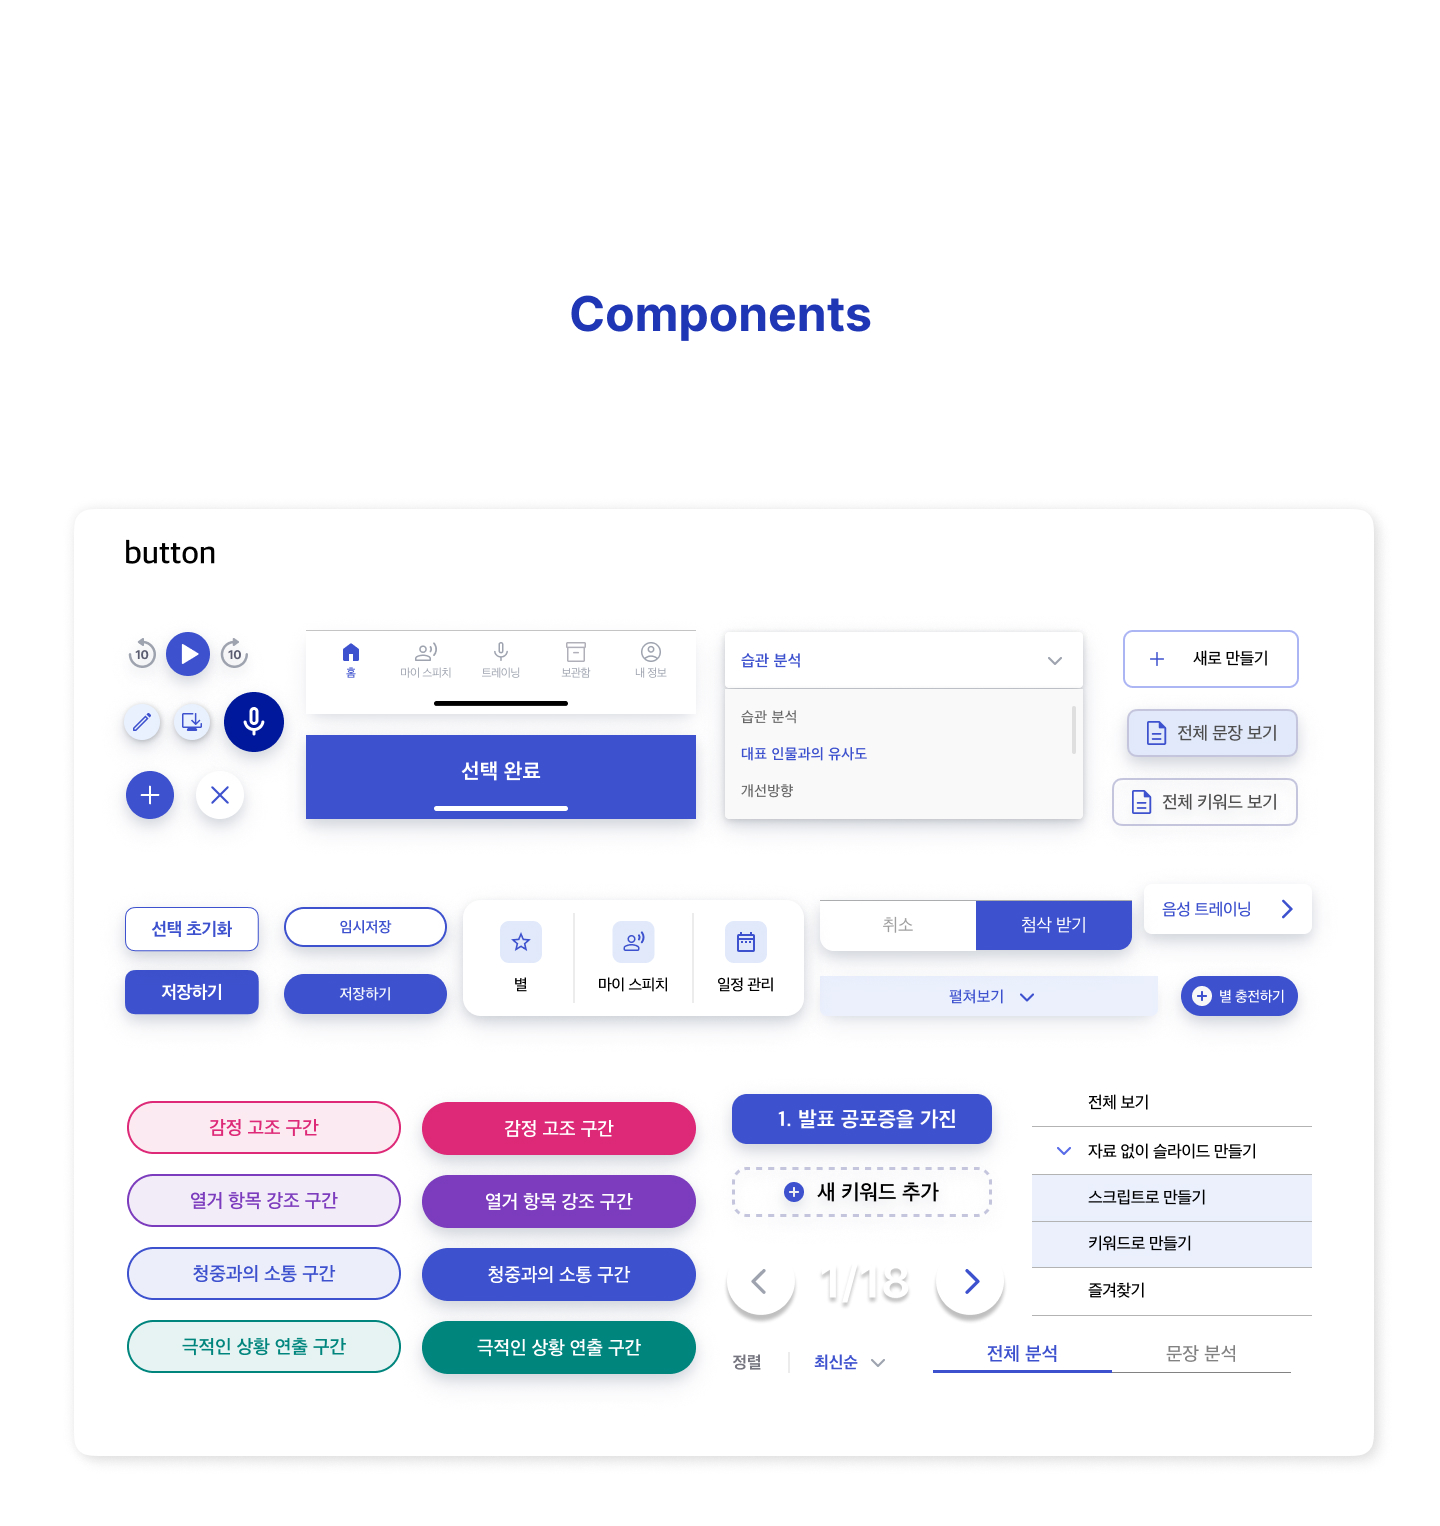 Components
button
10
10
홈
마이 스피치
트레이닝
보관함
내 정보
선택 완료
습관 분석
습관 분석
대표 인물과의 유사도
개선방향
새로 만들기
전체 문장 보기
전체 키워드 보기
선택 초기화
임시저장
저장하기
저장하기
별
마이 스피치
일정 관리
취소
첨삭 받기
음성 트레이닝
펼쳐보기
별 충전하기
감정 고조 구간
감정 고조 구간
열거 항목 강조 구간
열거 항목 강조 구간
청중과의 소통 구간
청중과의 소통 구간
극적인 상황 연출 구간
극적인 상황 연출 구간
1. 발표 공포증을 가진
새 키워드 추가
1/18
정렬
최신순
전체 보기
자료 없이 슬라이드 만들기
스크립트로 만들기
키워드로 만들기
즐겨찾기
전체 분석
문장 분석